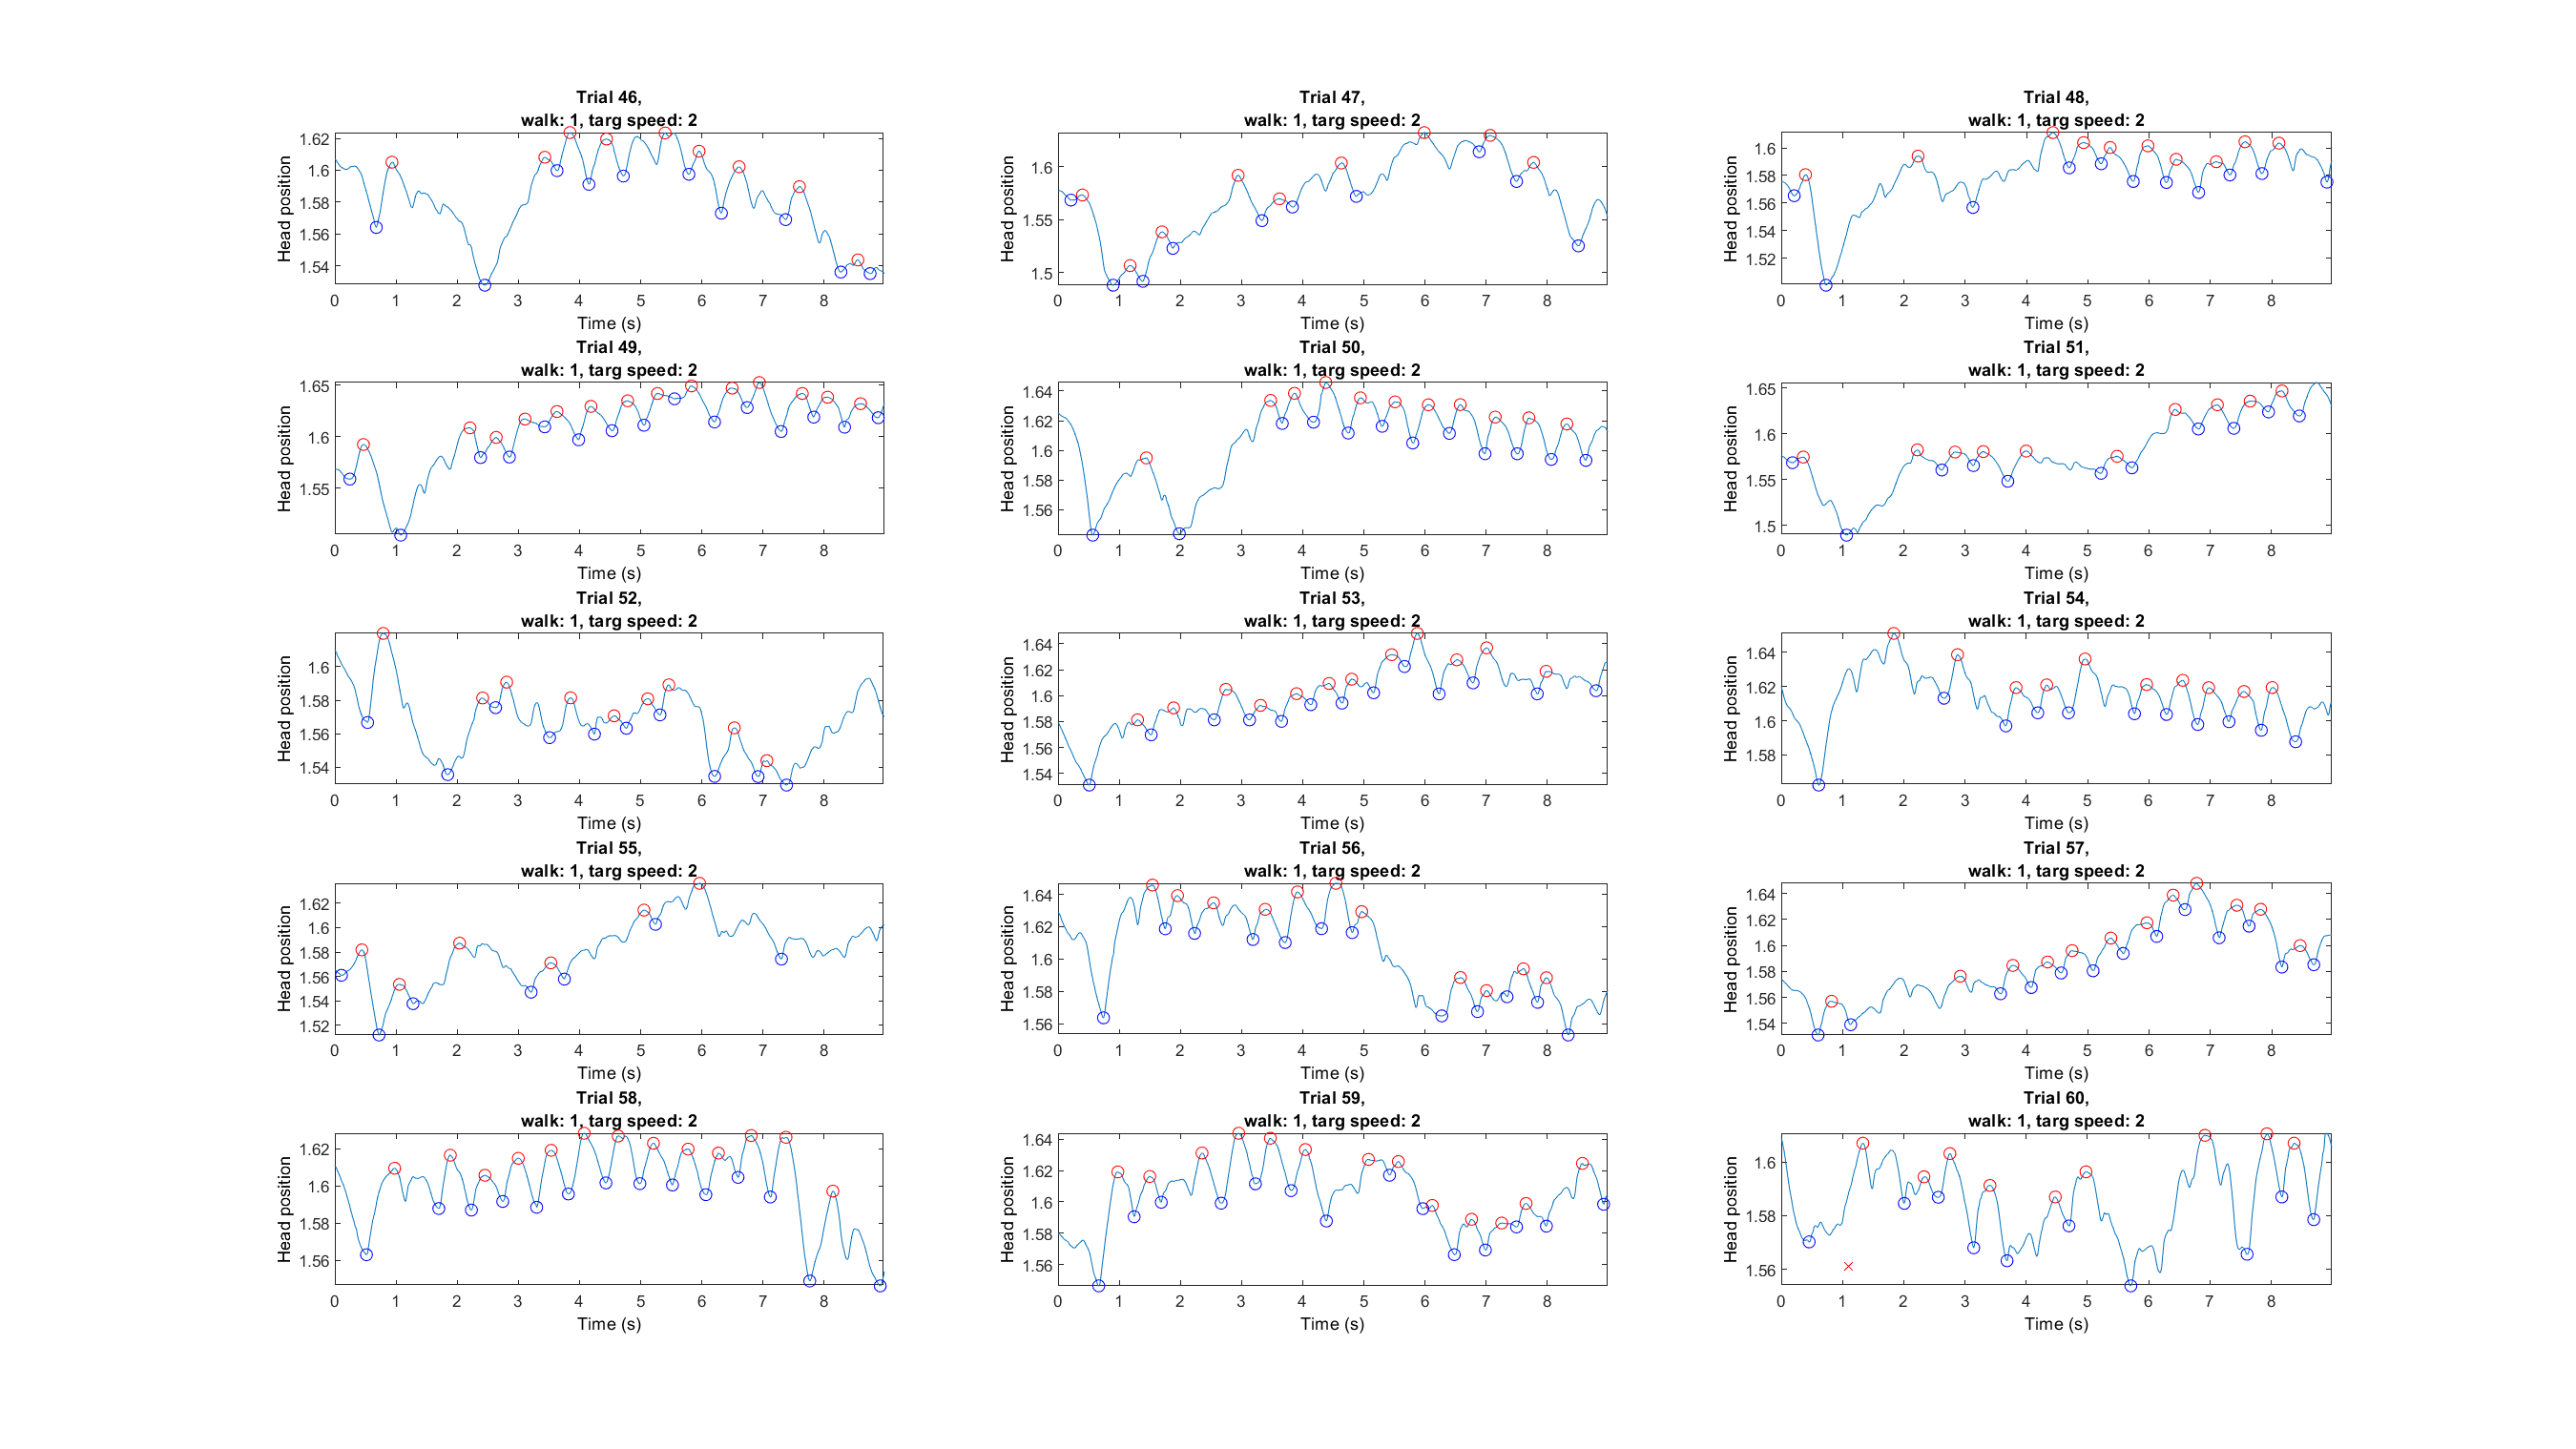 Trial 46,
walk: 1, targ speed: 2
Head position
1.62
1.6
1.58
1.56
1.54
0 1 2 3 4 5 6 7 8
Time (s)
Trial 47,
walk: 1, targ speed: 2
Head position
1.6
1.55
1.5
0 1 2 3 4 5 6 7 8
Time (s)
Trial 48,
walk: 1, targ speed: 2
Head position
1.6
1.58
1.56
1.54
1.52
0 1 2 3 4 5 6 7 8
Time (s)
Trial 49,
walk: 1, targ speed: 2
Head position
1.65
1.6
1.55
0 1 2 3 4 5 6 7 8
Time (s)
Trial 50,
walk: 1, targ speed: 2
Head position
1.64
1.62
1.6
1.58
1.56
0 1 2 3 4 5 6 7 8
Time (s)
Trial 51,
walk: 1, targ speed: 2
Head position
1.65
1.6
1.55
1.5
0 1 2 3 4 5 6 7 8
Time (s)
Trial 52,
walk: 1, targ speed: 2
Head position
1.6
1.58
1.56
1.54
0 1 2 3 4 5 6 7 8
Time (s)
Trial 53,
walk: 1, targ speed: 2
Head position
1.64
1.62
1.6
1.58
1.56
1.54
0 1 2 3 4 5 6 7 8
Time (s)
Trial 54,
walk: 1, targ speed: 2
Head position
1.64
1.62
1.6
1.58
0 1 2 3 4 5 6 7 8
Time (s)
Trial 55,
walk: 1, targ speed: 2
Head position
1.62
1.6
1.58
1.56
1.54
1.52
0 1 2 3 4 5 6 7 8
Time (s)
Trial 56,
walk: 1, targ speed: 2
Head position
1.64
1.62
1.6
1.58
1.56
0 1 2 3 4 5 6 7 8
Time (s)
Trial 57,
walk: 1, targ speed: 2
Head position
1.64
1.62
1.6
1.58
1.56
1.54
0 1 2 3 4 5 6 7 8
Time (s)
Trial 58,
walk: 1, targ speed: 2
Head position
1.62
1.6
1.58
1.56
0 1 2 3 4 5 6 7 8
Time (s)
Trial 59,
walk: 1, targ speed: 2
Head position
1.64
1.62
1.6
1.58
1.56
0 1 2 3 4 5 6 7 8
Time (s)
Trial 60,
walk: 1, targ speed: 2
Head position
1.6
1.58
1.56
0 1 2 3 4 5 6 7 8
Time (s)